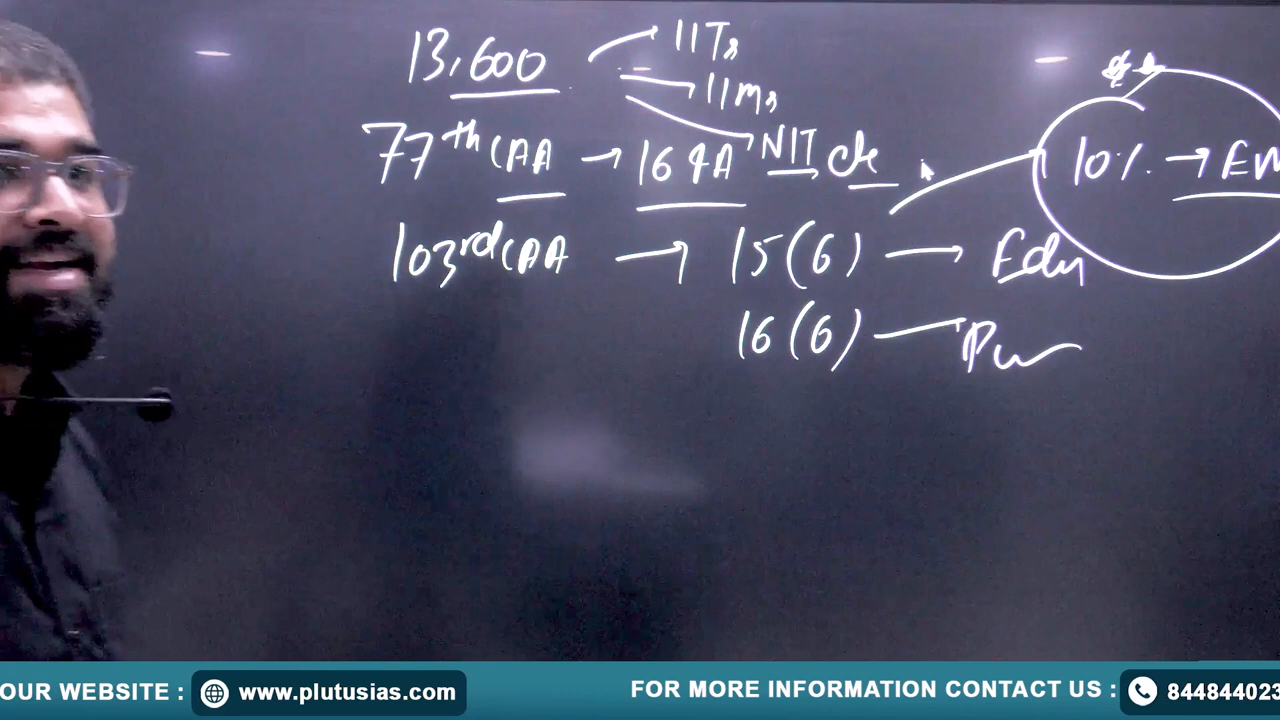 13,600 → IITs
→ IIMs
NIT etc
77th CAA → 16 4A
10% → EW
103rd CAA → 15(6) → Edu
16(6)
OUR WEBSITE : www.plutusias.com FOR MORE INFORMATION CONTACT US : 844844023